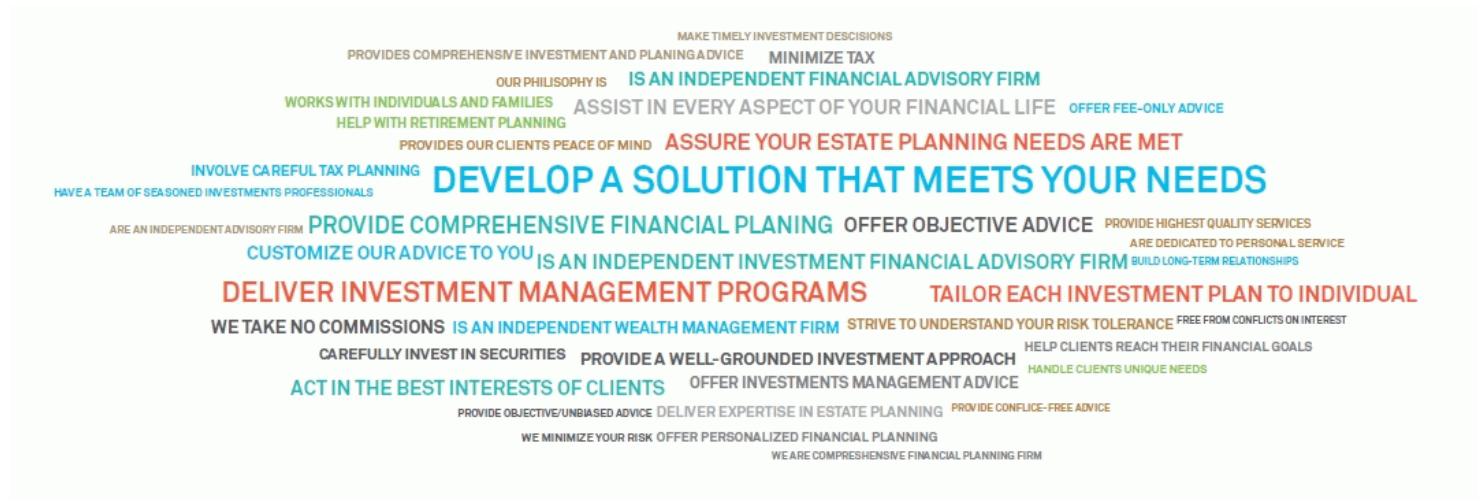 MAKE TIMELY INVESTMENT DESCISIONS
PROVIDES COMPREHENSIVE INVESTMENT AND PLANING ADVICE MINIMIZE TAX
OUR PHILISOPHY IS IS AN INDEPENDENT FINANCIAL ADVISORY FIRM
WORKS WITH INDIVIDUALS AND FAMILIES ASSIST IN EVERY ASPECT OF YOUR FINANCIAL LIFE OFFER FEE-ONLY ADVICE
HELP WITH RETIREMENT PLANNING
PROVIDES OUR CLIENTS PEACE OF MIND ASSURE YOUR ESTATE PLANNING NEEDS ARE MET
INVOLVE CAREFUL TAX PLANNING DEVELOP A SOLUTION THAT MEETS YOUR NEEDS
HAVE A TEAM OF SEASONED INVESTMENTS PROFESSIONALS
ARE AN INDEPENDENT ADVISORY FIRM PROVIDE COMPREHENSIVE FINANCIAL PLANING OFFER OBJECTIVE ADVICE PROVIDE HIGHEST QUALITY SERVICES
ARE DEDICATED TO PERSONAL SERVICE
CUSTOMIZE OUR ADVICE TO YOU IS AN INDEPENDENT INVESTMENT FINANCIAL ADVISORY FIRM BUILD LONG-TERM RELATIONSHIPS
DELIVER INVESTMENT MANAGEMENT PROGRAMS TAILOR EACH INVESTMENT PLAN TO INDIVIDUAL
WE TAKE NO COMMISSIONS IS AN INDEPENDENT WEALTH MANAGEMENT FIRM STRIVE TO UNDERSTAND YOUR RISK TOLERANCE FREE FROM CONFLICTS ON INTEREST
CAREFULLY INVEST IN SECURITIES PROVIDE A WELL-GROUNDED INVESTMENT APPROACH HELP CLIENTS REACH THEIR FINANCIAL GOALS
HANDLE CLIENTS UNIQUE NEEDS
ACT IN THE BEST INTERESTS OF CLIENTS OFFER INVESTMENTS MANAGEMENT ADVICE
PROVIDE OBJECTIVE/UNBIASED ADVICE DELIVER EXPERTISE IN ESTATE PLANNING PROVIDE CONFLICE-FREE ADVICE
WE MINIMIZE YOUR RISK OFFER PERSONALIZED FINANCIAL PLANNING
WE ARE COMPRESHENSIVE FINANCIAL PLANNING FIRM